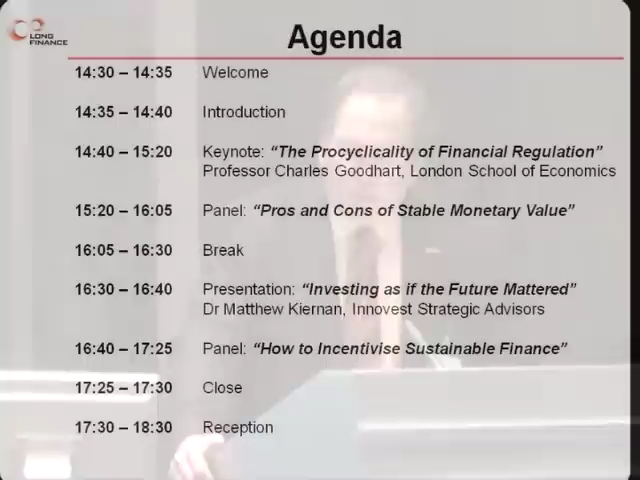 LONG
FINANCE
Agenda
14:30 – 14:35 Welcome
14:35 – 14:40 Introduction
14:40 – 15:20 Keynote: “The Procyclicality of Financial Regulation”
Professor Charles Goodhart, London School of Economics
15:20 – 16:05 Panel: “Pros and Cons of Stable Monetary Value”
16:05 – 16:30 Break
16:30 – 16:40 Presentation: “Investing as if the Future Mattered”
Dr Matthew Kiernan, Innovest Strategic Advisors
16:40 – 17:25 Panel: “How to Incentivise Sustainable Finance”
17:25 – 17:30 Close
17:30 – 18:30 Reception